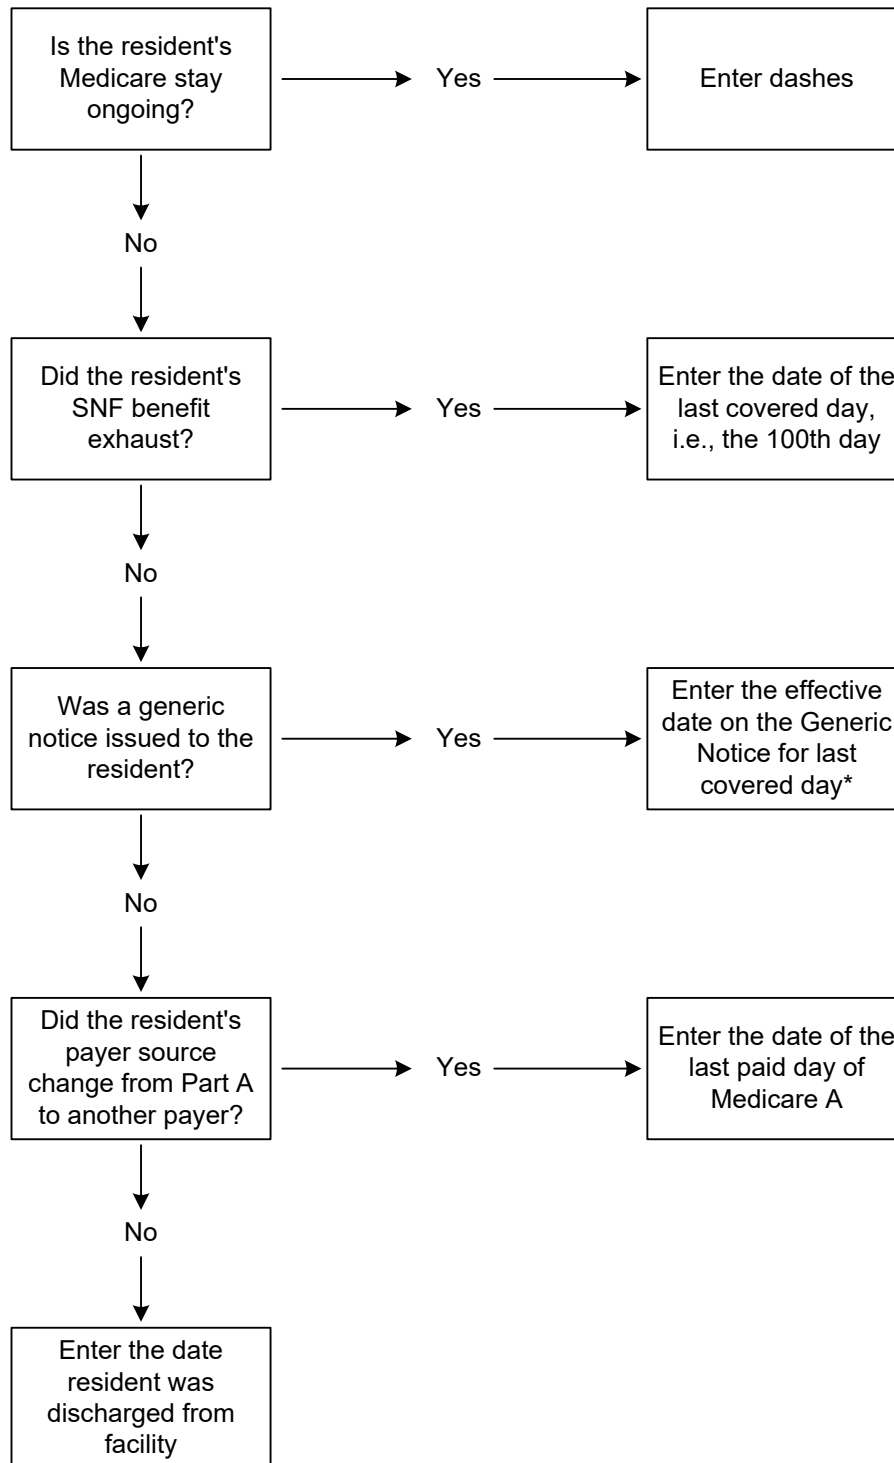 Is the resident's
Medicare stay
ongoing?
Yes
Enter dashes
No
Did the resident's
SNF benefit
exhaust?
Yes
Enter the date of the
last covered day,
i.e., the 100th day
No
Was a generic
notice issued to the
resident?
Yes
Enter the effective
date on the Generic
Notice for last
covered day*
No
Did the resident's
payer source
change from Part A
to another payer?
Yes
Enter the date of the
last paid day of
Medicare A
No
Enter the date
resident was
discharged from
facility